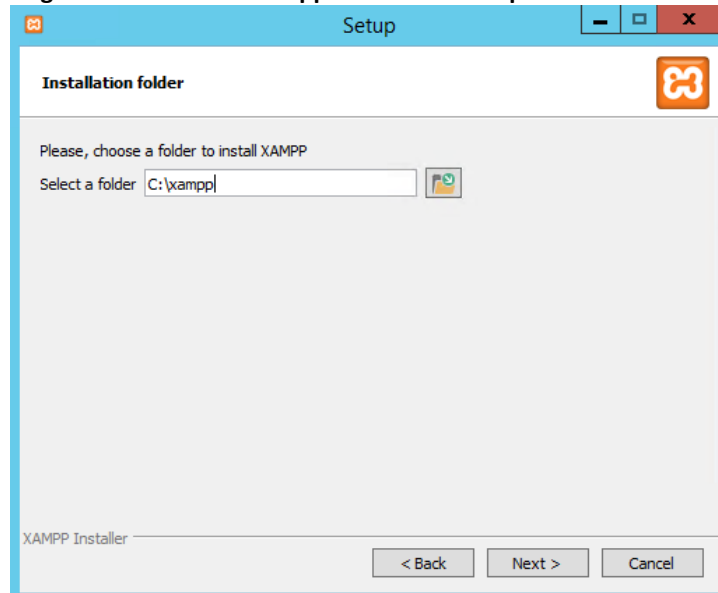 Setup
Installation folder
Please, choose a folder to install XAMPP
Select a folder C:\xampp
XAMPP Installer
< Back Next > Cancel